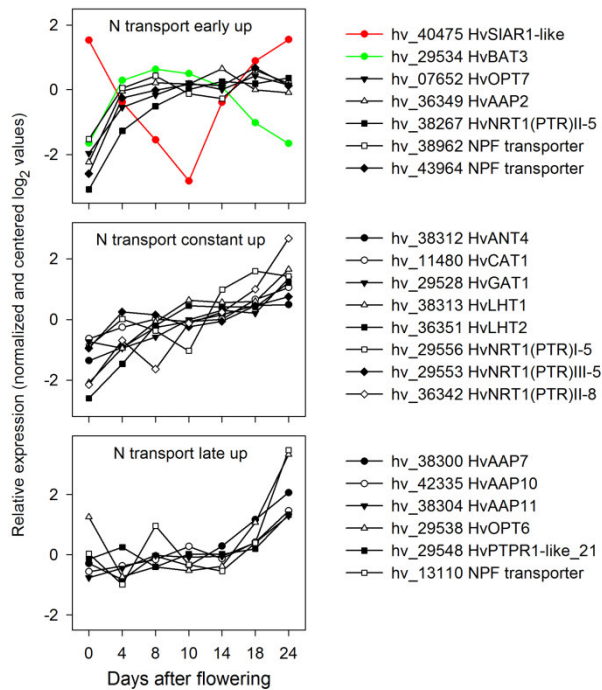 Relative expression (normalized and centered log2 values)
N transport early up
2
0
-2
hv_40475 HvSIAR1-like
hv_29534 HvBAT3
hv_07652 HvOPT7
hv_36349 HvAAP2
hv_38267 HvNRT1(PTR)II-5
hv_38962 NPF transporter
hv_43964 NPF transporter
N transport constant up
2
0
-2
hv_38312 HvANT4
hv_11480 HvCAT1
hv_29528 HvGAT1
hv_38313 HvLHT1
hv_36351 HvLHT2
hv_29556 HvNRT1(PTR)I-5
hv_29553 HvNRT1(PTR)III-5
hv_36342 HvNRT1(PTR)II-8
N transport late up
2
0
-2
hv_38300 HvAAP7
hv_42335 HvAAP10
hv_38304 HvAAP11
hv_29538 HvOPT6
hv_29548 HvPTPR1-like_21
hv_13110 NPF transporter
0 4 8 10 14 18 24
Days after flowering